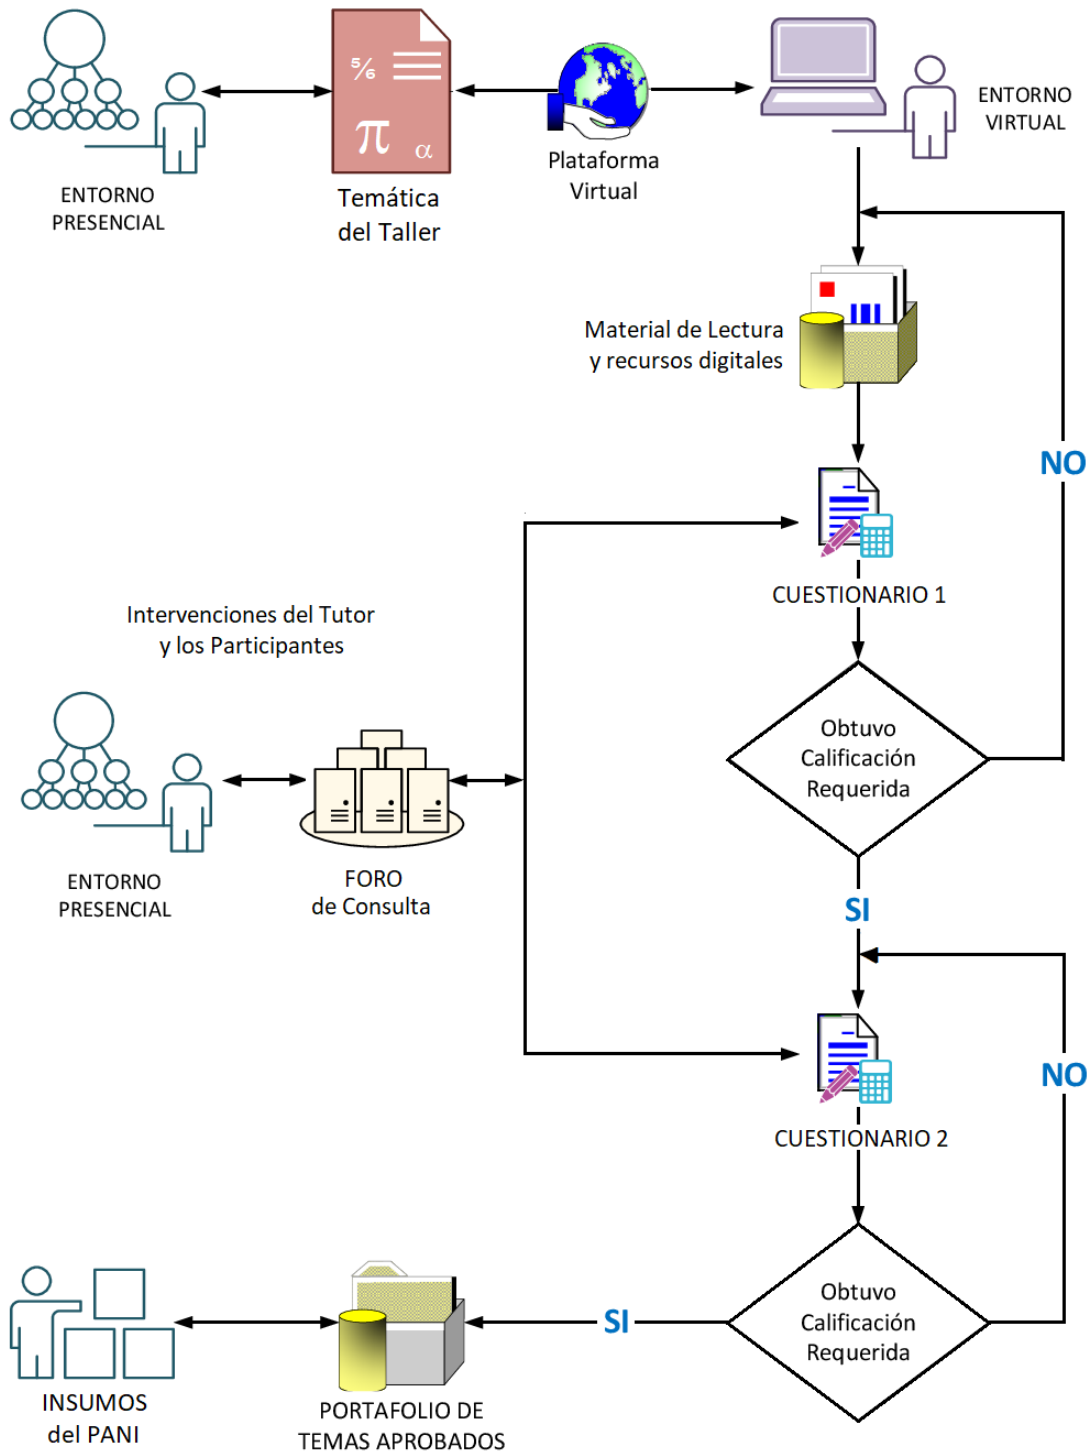 5/6
π
α
ENTORNO
PRESENCIAL
Temática
del Taller
Plataforma
Virtual
ENTORNO
VIRTUAL
Material de Lectura
y recursos digitales
NO
CUESTIONARIO 1
Intervenciones del Tutor
y los Participantes
Obtuvo
Calificación
Requerida
ENTORNO
PRESENCIAL
FORO
de Consulta
SI
NO
CUESTIONARIO 2
Obtuvo
Calificación
Requerida
SI
INSUMOS
del PANI
PORTAFOLIO DE
TEMAS APROBADOS